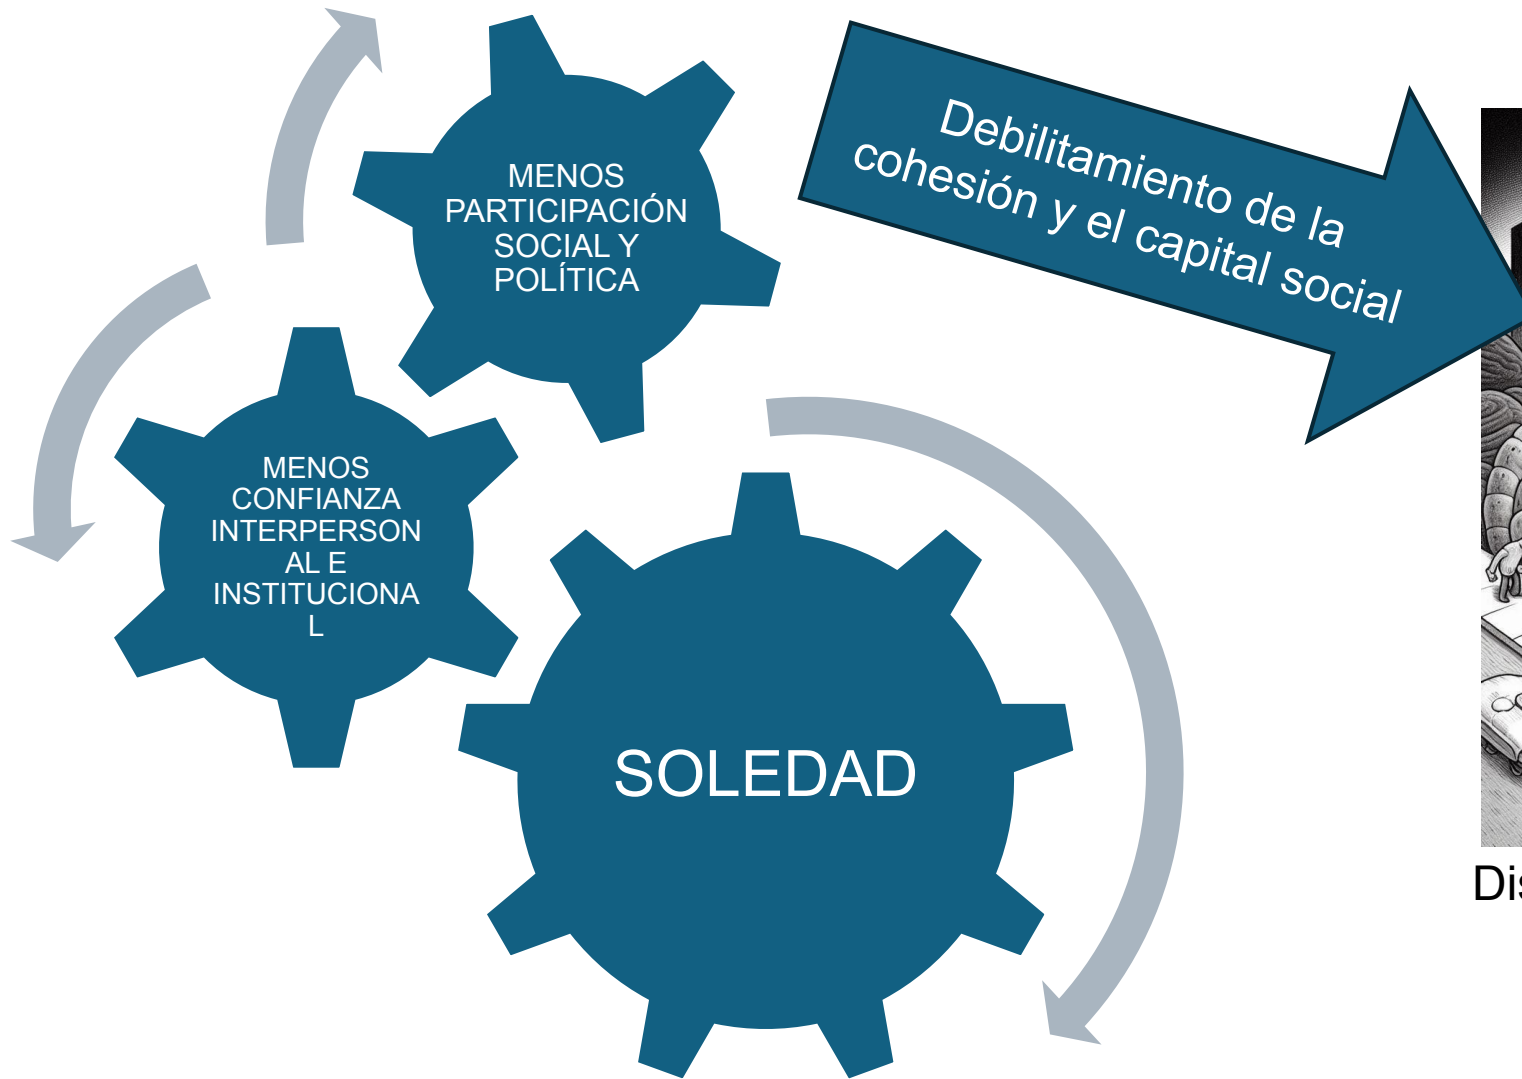 MENOS
PARTICIPACIÓN
SOCIAL Y
POLÍTICA
Debilitamiento de la
cohesión y el capital social
MENOS
CONFIANZA
INTERPERSON
AL E
INSTITUCIONA
L
SOLEDAD